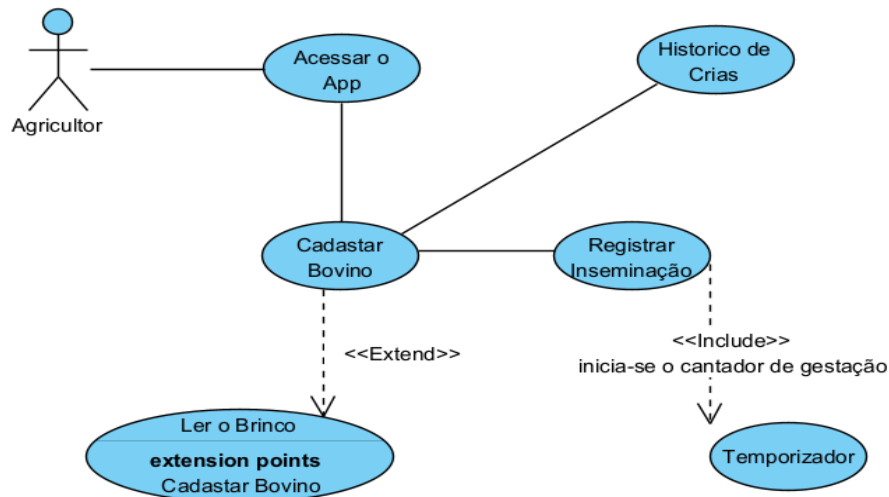 Agricultor
Acessar o
App
Historico de
Crias
Cadastar
Bovino
Registrar
Inseminação
<<Extend>>
<<Include>>
inicia-se o cantador de gestação
Ler o Brinco
extension points
Cadastar Bovino
Temporizador